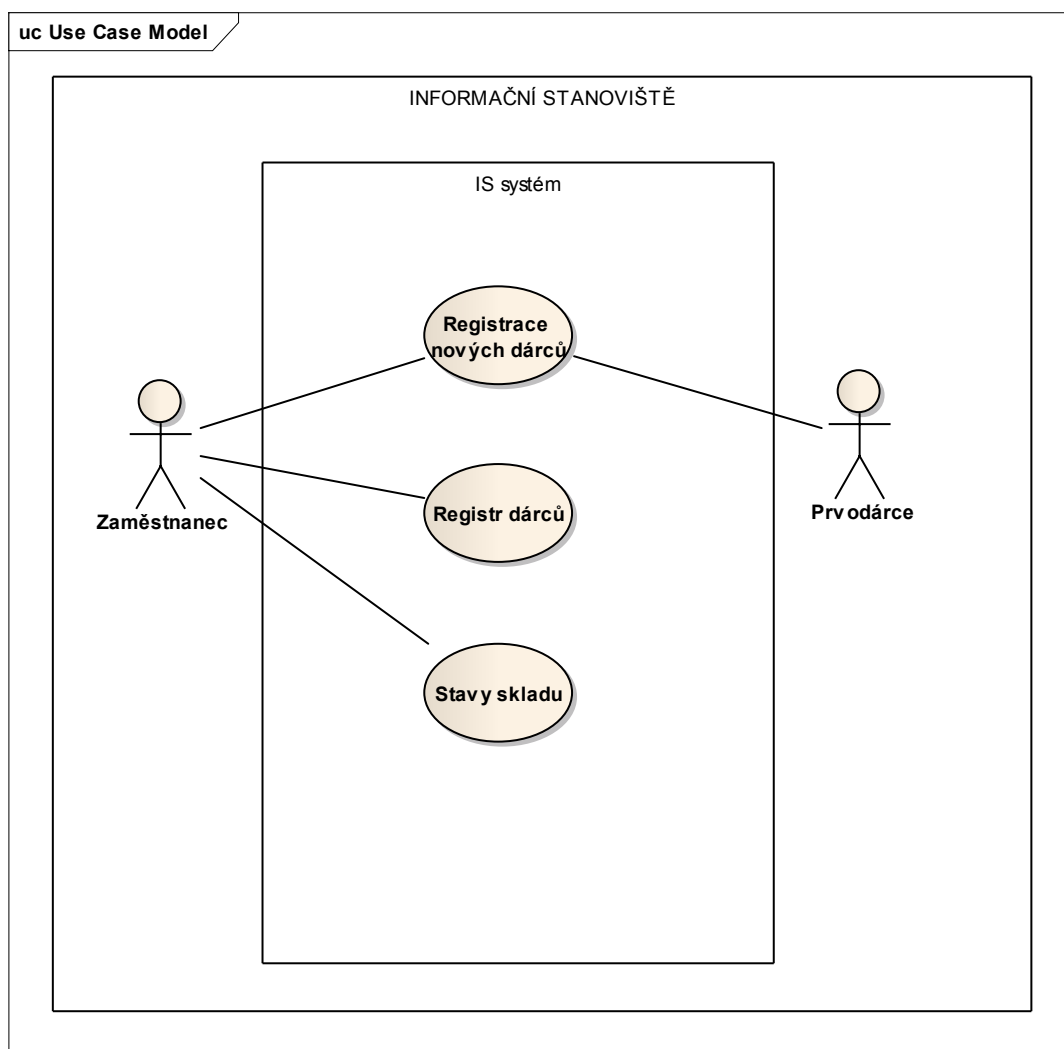 uc Use Case Model
INFORMAČNÍ STANOVIŠTĚ
IS systém
Registrace
nových dárců
Zaměstnanec
Prvodárce
Registr dárců
Stavy skladu